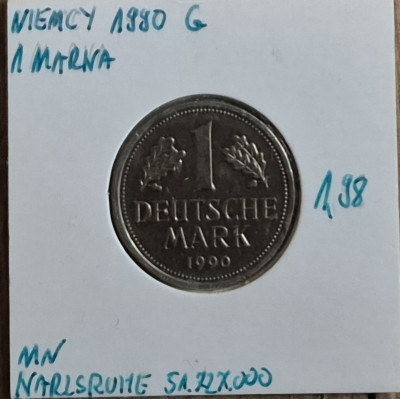 NIEMCY 1990 G
1 MARKA
1
DEUTSCHE
MARK
1990
1,98
MN
KARLSRUHE